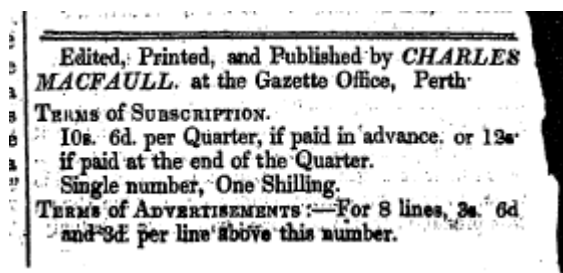 Edited, Printed, and Published by CHARLES
MACFAULL. at the Gazette Office, Perth
TERMS of SUBSCRIPTION.
10s. 6d. per Quarter, if paid in advance. or 12s
if paid at the end of the Quarter.
Single number, One Shilling.
TERMS of ADVERTISEMENTS :—For 8 lines, 3s. 6d
and 3d. per line above this number.